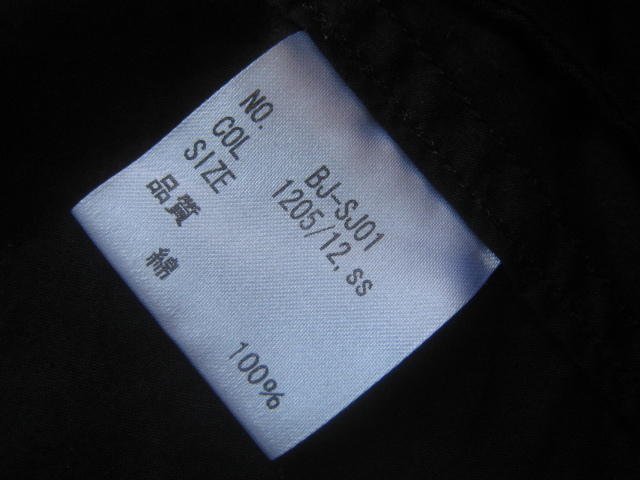 NO. BJ-SJ01
COL 1205/12,ss
SIZE
品質
綿 100%